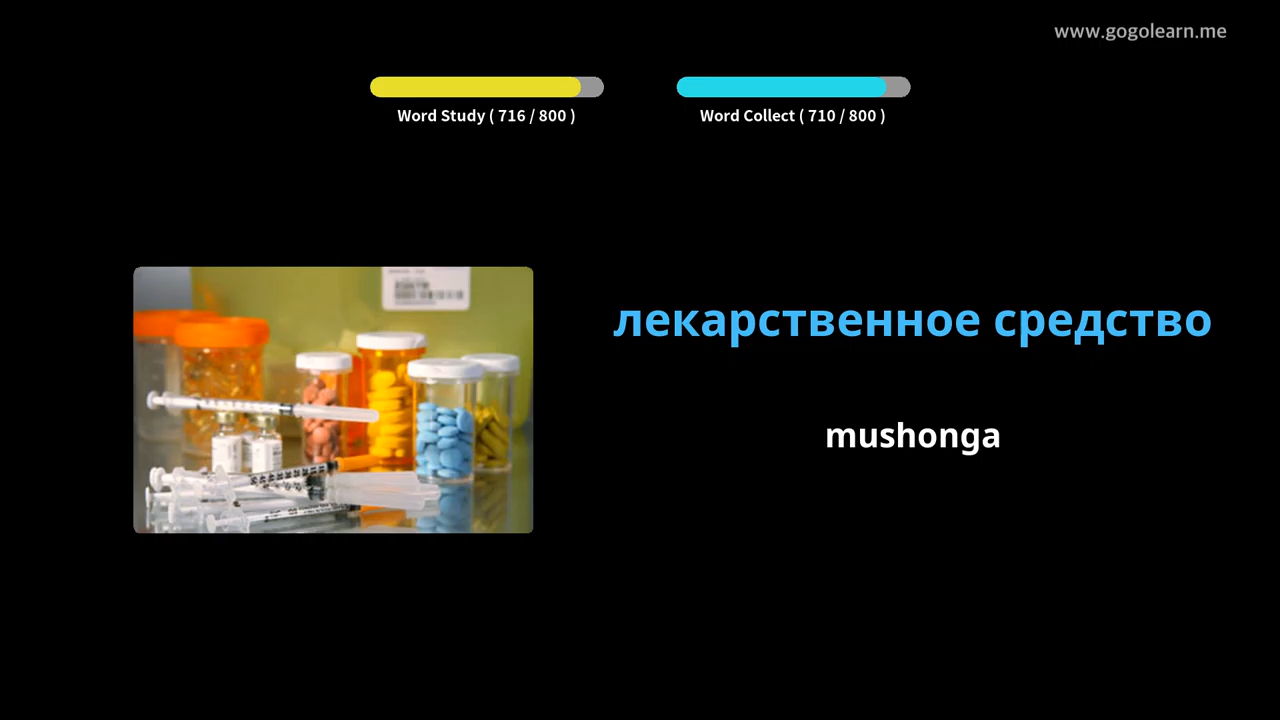 www.gogolearn.me
Word Study ( 716 / 800 )
Word Collect ( 710 / 800 )
лекарственное средство
mushonga